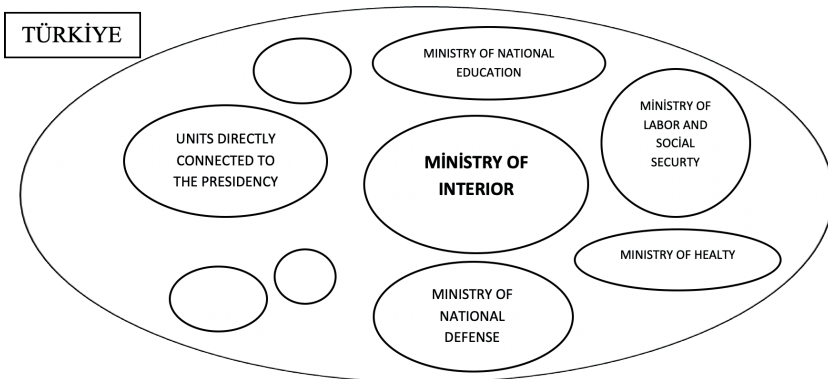 TÜRKİYE
MINISTRY OF NATIONAL
EDUCATION
MİNİSTRY OF
LABOR AND
SOCİAL
SECURTY
UNITS DIRECTLY
CONNECTED TO
THE PRESIDENCY
MİNİSTRY OF
INTERIOR
MINISTRY OF HEALTY
MINISTRY OF
NATIONAL
DEFENSE